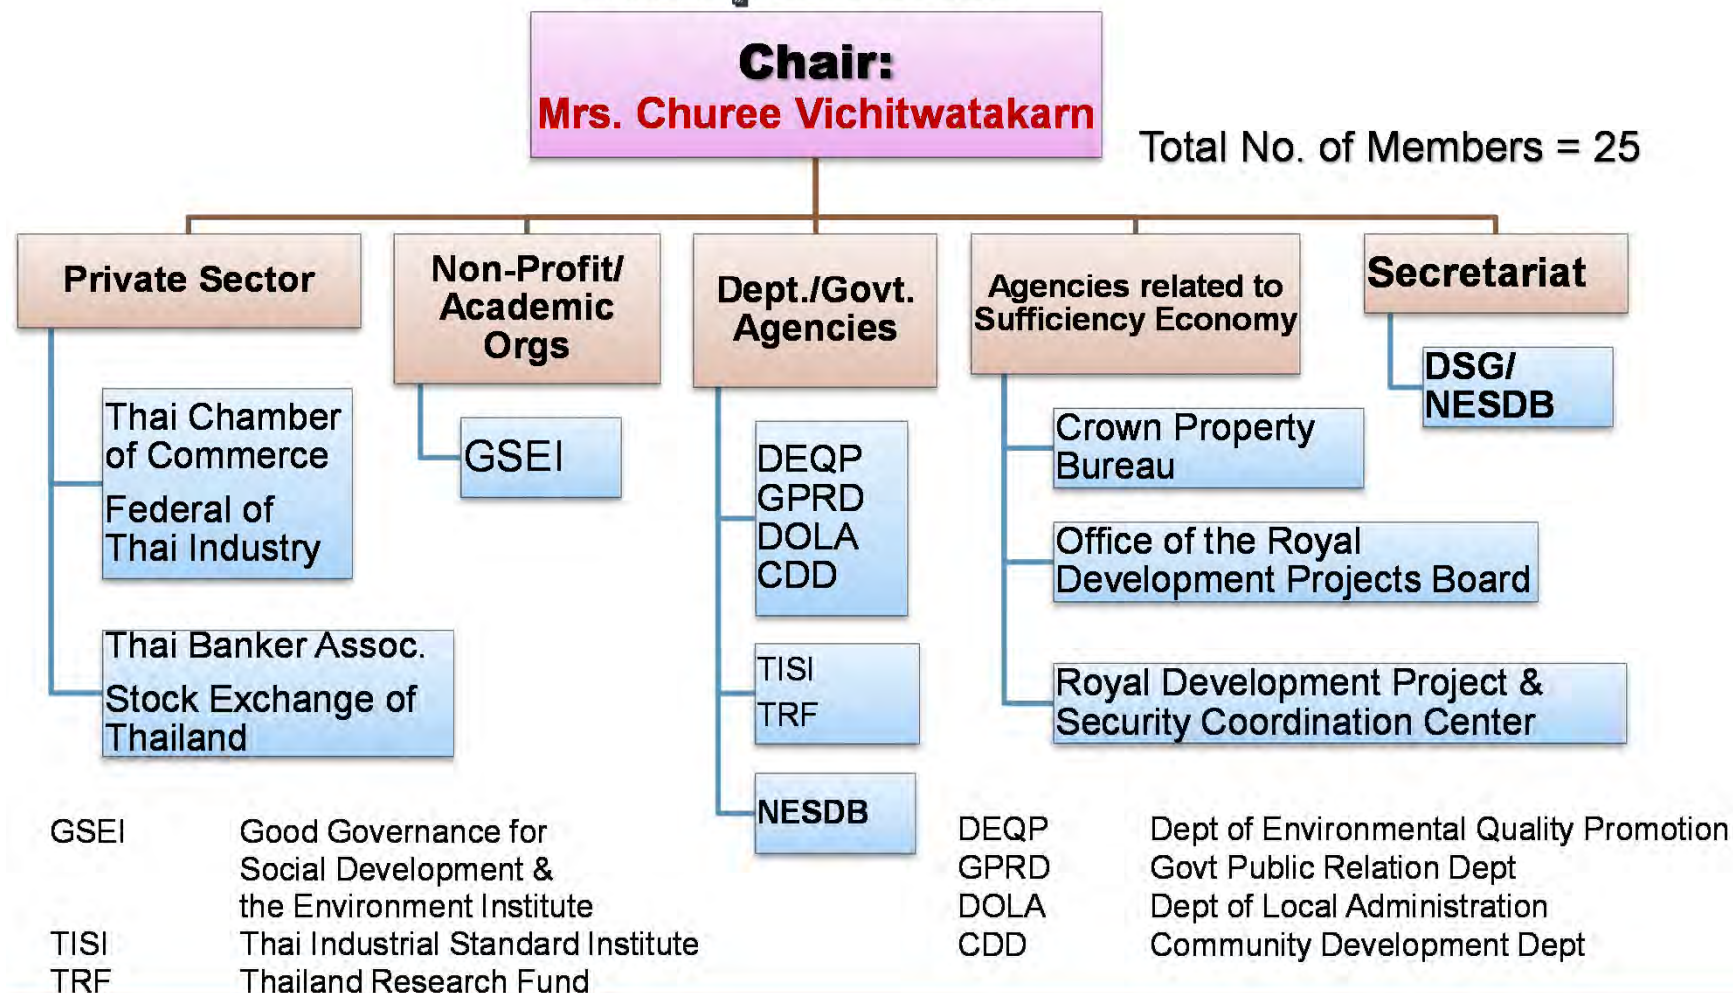 Chair:
Mrs. Churee Vichitwatakarn
Total No. of Members = 25
Private Sector
Thai Chamber
of Commerce
Federal of
Thai Industry
Thai Banker Assoc.
Stock Exchange of
Thailand
Non-Profit/
Academic
Orgs
GSEI
Dept./Govt.
Agencies
DEQP
GPRD
DOLA
CDD
TISI
TRF
NESDB
Agencies related to
Sufficiency Economy
Crown Property
Bureau
Office of the Royal
Development Projects Board
Royal Development Project &
Security Coordination Center
Secretariat
DSG/
NESDB
GSEI Good Governance for
Social Development &
the Environment Institute
TISI Thai Industrial Standard Institute
TRF Thailand Research Fund
DEQP Dept of Environmental Quality Promotion
GPRD Govt Public Relation Dept
DOLA Dept of Local Administration
CDD Community Development Dept